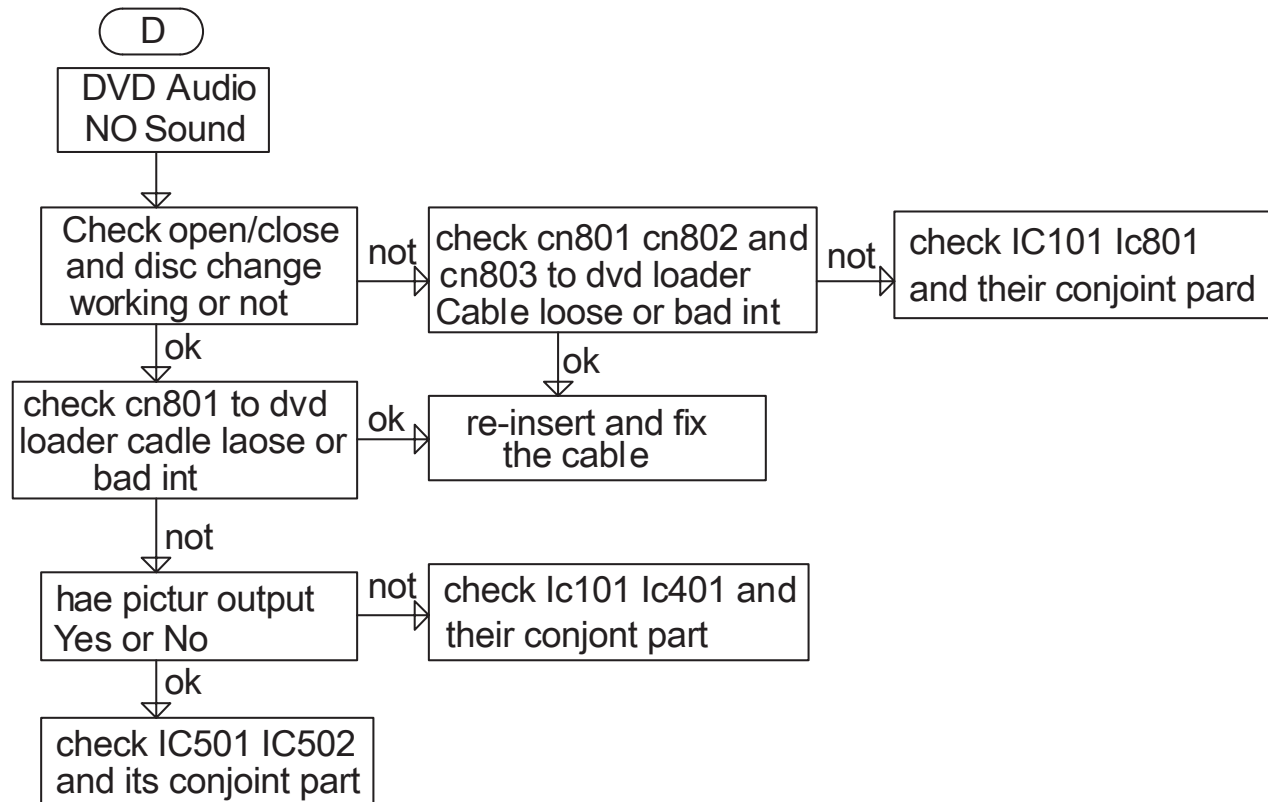 D
DVD Audio
NO Sound
Check open/close
and disc change
working or not
not
check cn801 cn802 and
cn803 to dvd loader
Cable loose or bad int
not
check IC101 Ic801
and their conjoint pard
ok
ok
check cn801 to dvd
loader cadle laose or
bad int
ok
re-insert and fix
the cable
not
hae pictur output
Yes or No
not
check Ic101 Ic401 and
their conjont part
ok
check IC501 IC502
and its conjoint part